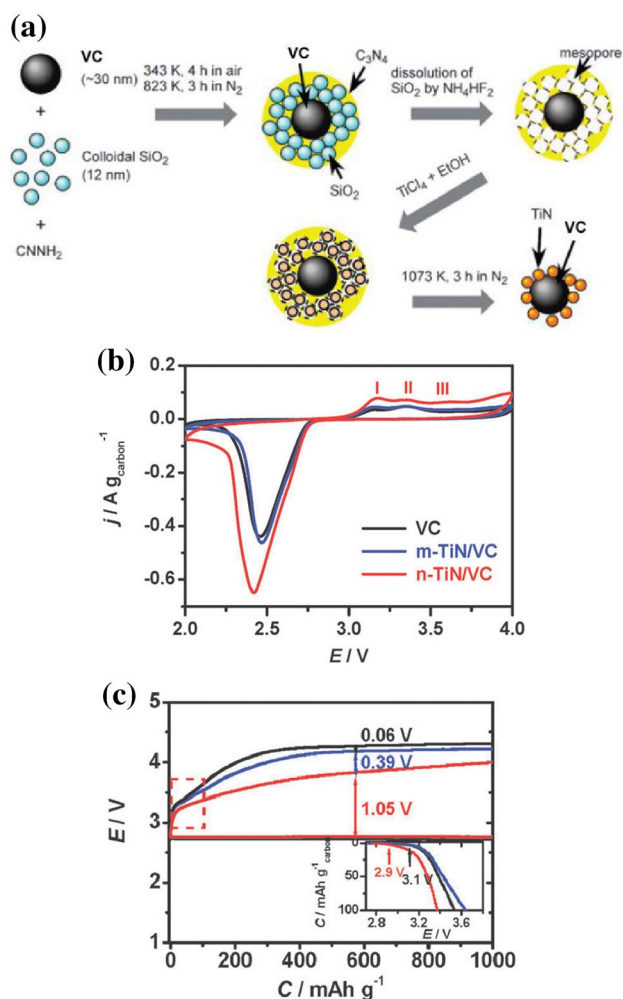 (a)
VC
(~30 nm)
+
Colloidal SiO2
(12 nm)
+
CNNH2
343 K, 4 h in air
823 K, 3 h in N2
VC
C3N4
SiO2
dissolution of
SiO2 by NH4HF2
mesopore
TiCl4 + EtOH
1073 K, 3 h in N2
TiN
VC
(b)
0.2
0.0
-0.2
-0.4
-0.6
j / A gcarbon-1
I II III
VC
m-TiN/VC
n-TiN/VC
2.0 2.5 3.0 3.5 4.0
E / V
(c)
5
4
3
2
1
E / V
0.06 V
0.39 V
1.05 V
C / mAh g-1carbon
0
50
100
2.9 V
3.1 V
2.8 3.2 3.6
E / V
0 200 400 600 800 1000
C / mAh g-1